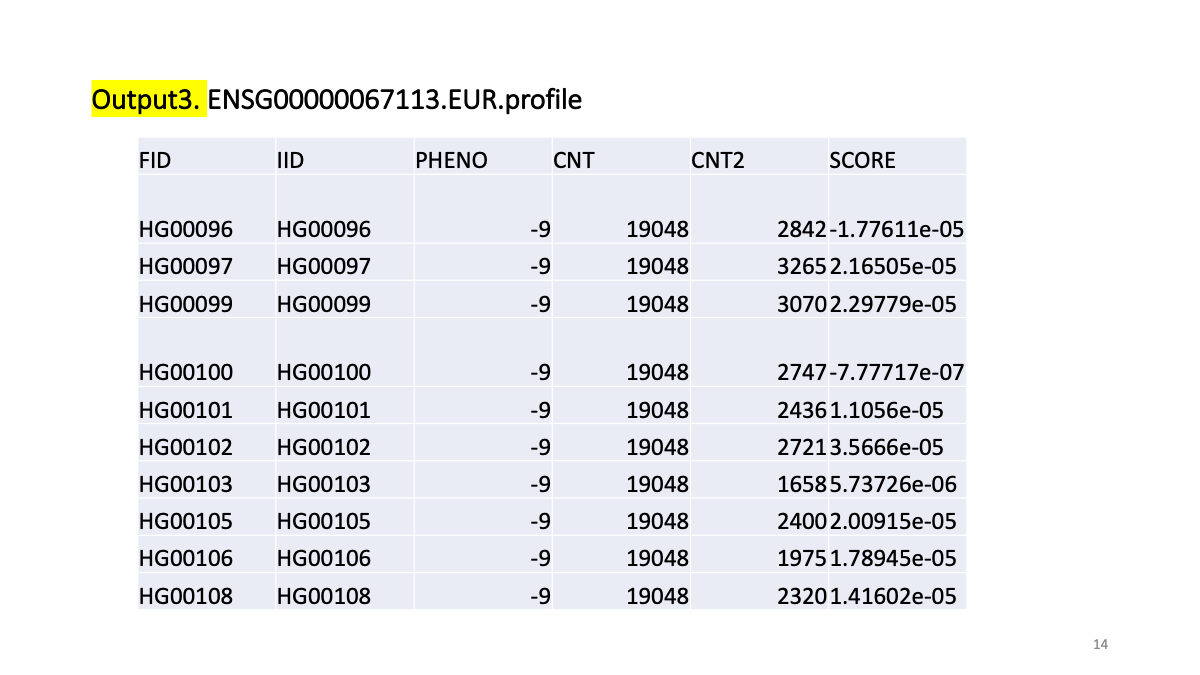 Output3. ENSG00000067113.EUR.profile
FID IID PHENO CNT CNT2 SCORE
HG00096 HG00096 -9 19048 2842 -1.77611e-05
HG00097 HG00097 -9 19048 3265 2.16505e-05
HG00099 HG00099 -9 19048 3070 2.29779e-05
HG00100 HG00100 -9 19048 2747 -7.77717e-07
HG00101 HG00101 -9 19048 2436 1.1056e-05
HG00102 HG00102 -9 19048 2721 3.5666e-05
HG00103 HG00103 -9 19048 1658 5.73726e-06
HG00105 HG00105 -9 19048 2400 2.00915e-05
HG00106 HG00106 -9 19048 1975 1.78945e-05
HG00108 HG00108 -9 19048 2320 1.41602e-05
14